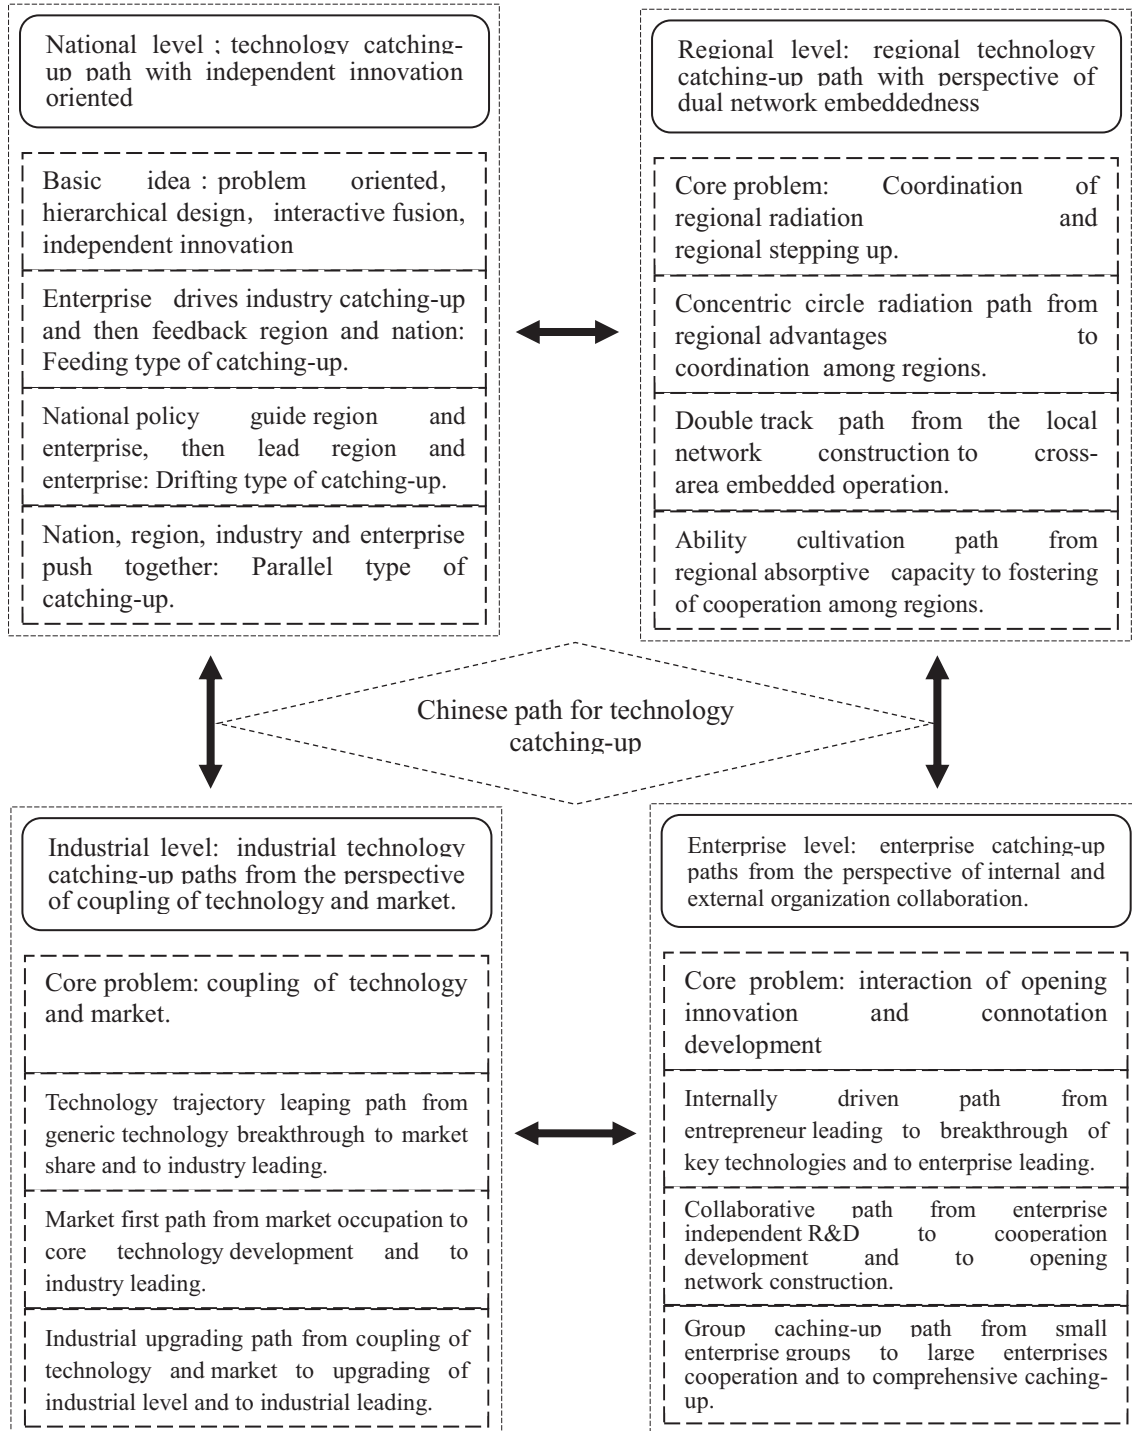 National level : technology catching-
up path with independent innovation
oriented
Basic idea : problem oriented,
hierarchical design, interactive fusion,
independent innovation
Enterprise drives industry catching-up
and then feedback region and nation:
Feeding type of catching-up.
National policy guide region and
enterprise, then lead region and
enterprise: Drifting type of catching-up.
Nation, region, industry and enterprise
push together: Parallel type of
catching-up.
Regional level: regional technology
catching-up path with perspective of
dual network embeddedness
Core problem: Coordination of
regional radiation and
regional stepping up.
Concentric circle radiation path from
regional advantages to
coordination among regions.
Double track path from the local
network construction to cross-
area embedded operation.
Ability cultivation path from
regional absorptive capacity to fostering
of cooperation among regions.
Chinese path for technology
catching-up
Industrial level: industrial technology
catching-up paths from the perspective
of coupling of technology and market.
Core problem: coupling of technology
and market.
Technology trajectory leaping path from
generic technology breakthrough to market
share and to industry leading.
Market first path from market occupation to
core technology development and to
industry leading.
Industrial upgrading path from coupling of
technology and market to upgrading of
industrial level and to industrial leading.
Enterprise level: enterprise catching-up
paths from the perspective of internal and
external organization collaboration.
Core problem: interaction of opening
innovation and connotation
development
Internally driven path from
entrepreneur leading to breakthrough of
key technologies and to enterprise leading.
Collaborative path from enterprise
independent R&D to cooperation
development and to opening
network construction.
Group caching-up path from small
enterprise groups to large enterprises
cooperation and to comprehensive caching-
up.